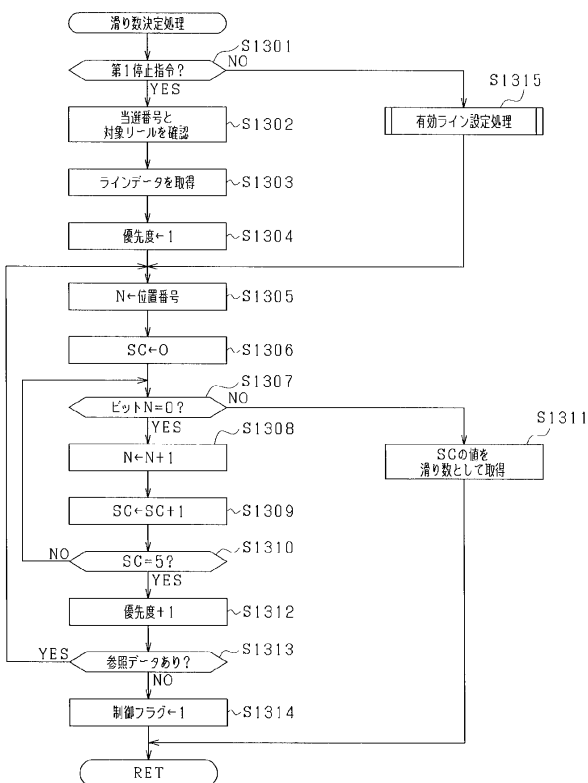 滑り数決定処理
S1301
第1停止指令?
NO
YES
S1315
当選番号と
対象リールを確認
S1302
有効ライン設定処理
ラインデータを取得
S1303
優先度←1
S1304
N←位置番号
S1305
SC←0
S1306
S1307
ビットN=0?
NO
YES
S1308
S1311
N←N+1
SCの値を
滑り数として取得
SC←SC+1
S1309
S1310
NO
SC=5?
YES
優先度+1
S1312
YES
参照データあり?
S1313
NO
制御フラグ←1
S1314
RET